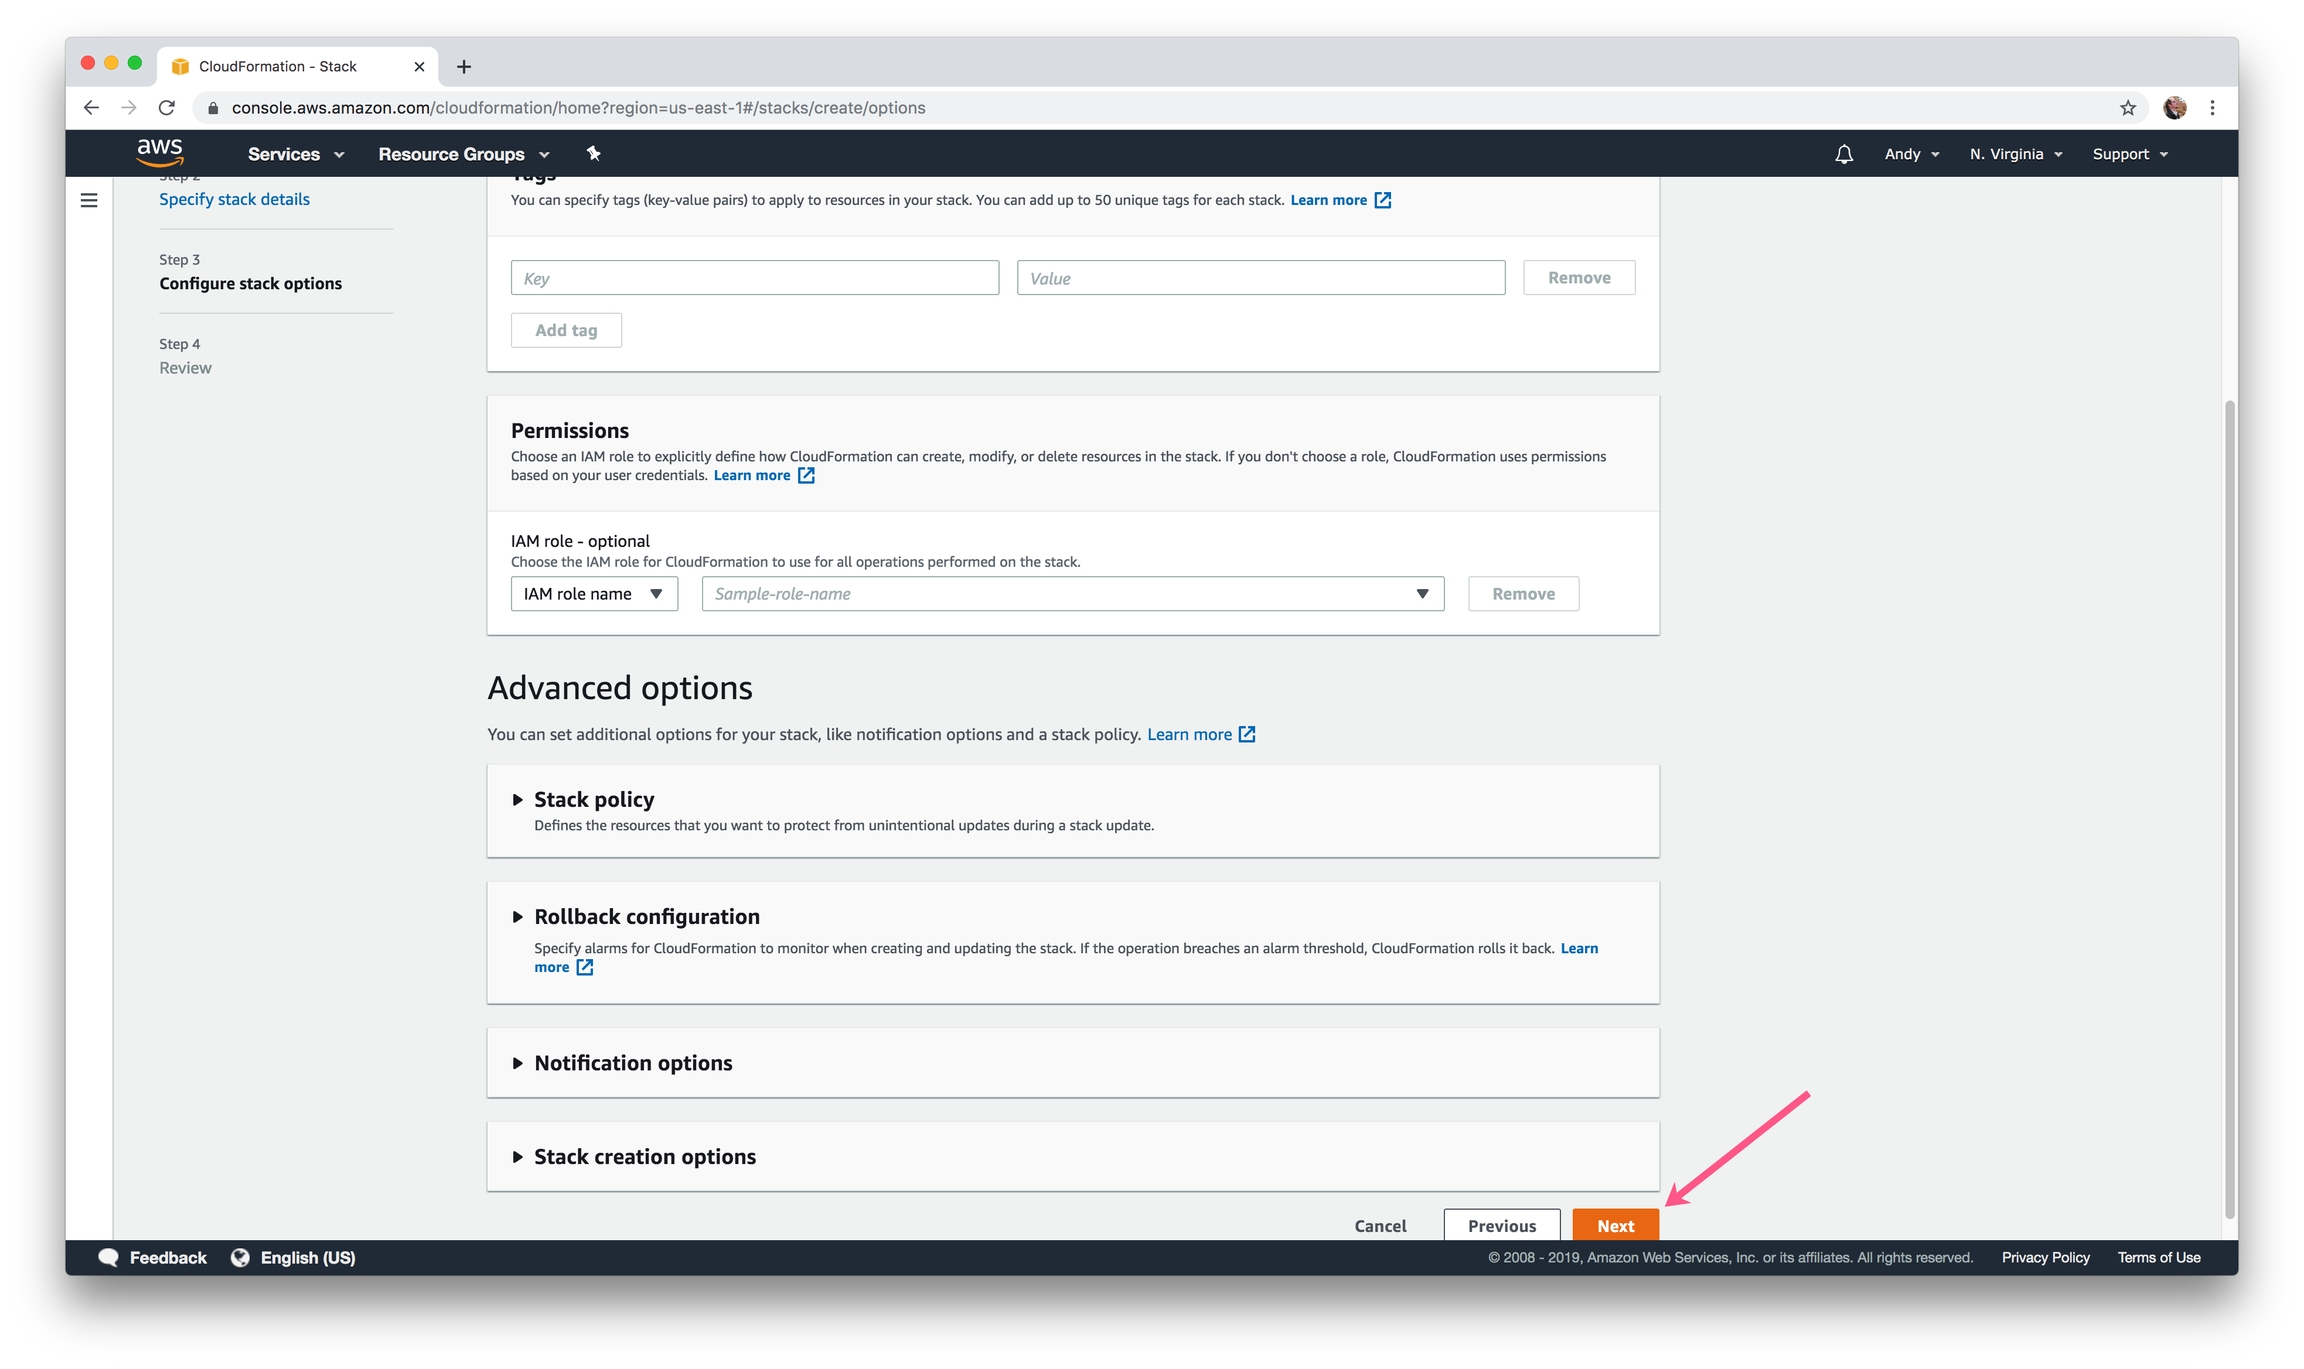 CloudFormation - Stack
console.aws.amazon.com/cloudformation/home?region=us-east-1#/stacks/create/options
aws
Services
Resource Groups
Andy
N. Virginia
Support
Step 2
Specify stack details
Step 3
Configure stack options
Step 4
Review
Tags
You can specify tags (key-value pairs) to apply to resources in your stack. You can add up to 50 unique tags for each stack. Learn more
Key
Value
Remove
Add tag
Permissions
Choose an IAM role to explicitly define how CloudFormation can create, modify, or delete resources in the stack. If you don't choose a role, CloudFormation uses permissions
based on your user credentials. Learn more
IAM role - optional
Choose the IAM role for CloudFormation to use for all operations performed on the stack.
IAM role name
Sample-role-name
Remove
Advanced options
You can set additional options for your stack, like notification options and a stack policy. Learn more
Stack policy
Defines the resources that you want to protect from unintentional updates during a stack update.
Rollback configuration
Specify alarms for CloudFormation to monitor when creating and updating the stack. If the operation breaches an alarm threshold, CloudFormation rolls it back. Learn
more
Notification options
Stack creation options
Cancel
Previous
Next
Feedback
English (US)
© 2008 - 2019, Amazon Web Services, Inc. or its affiliates. All rights reserved.
Privacy Policy
Terms of Use